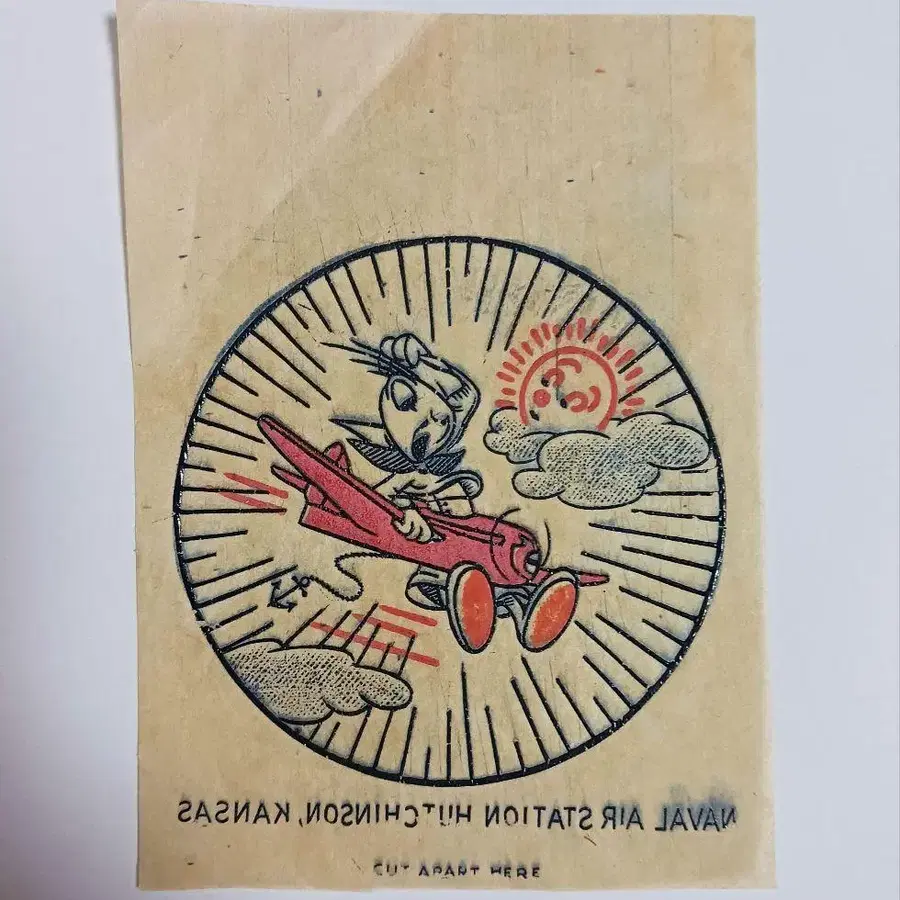 NAVAL AIR STATION HUTCHINSON, KANSAS
CUT APART HERE